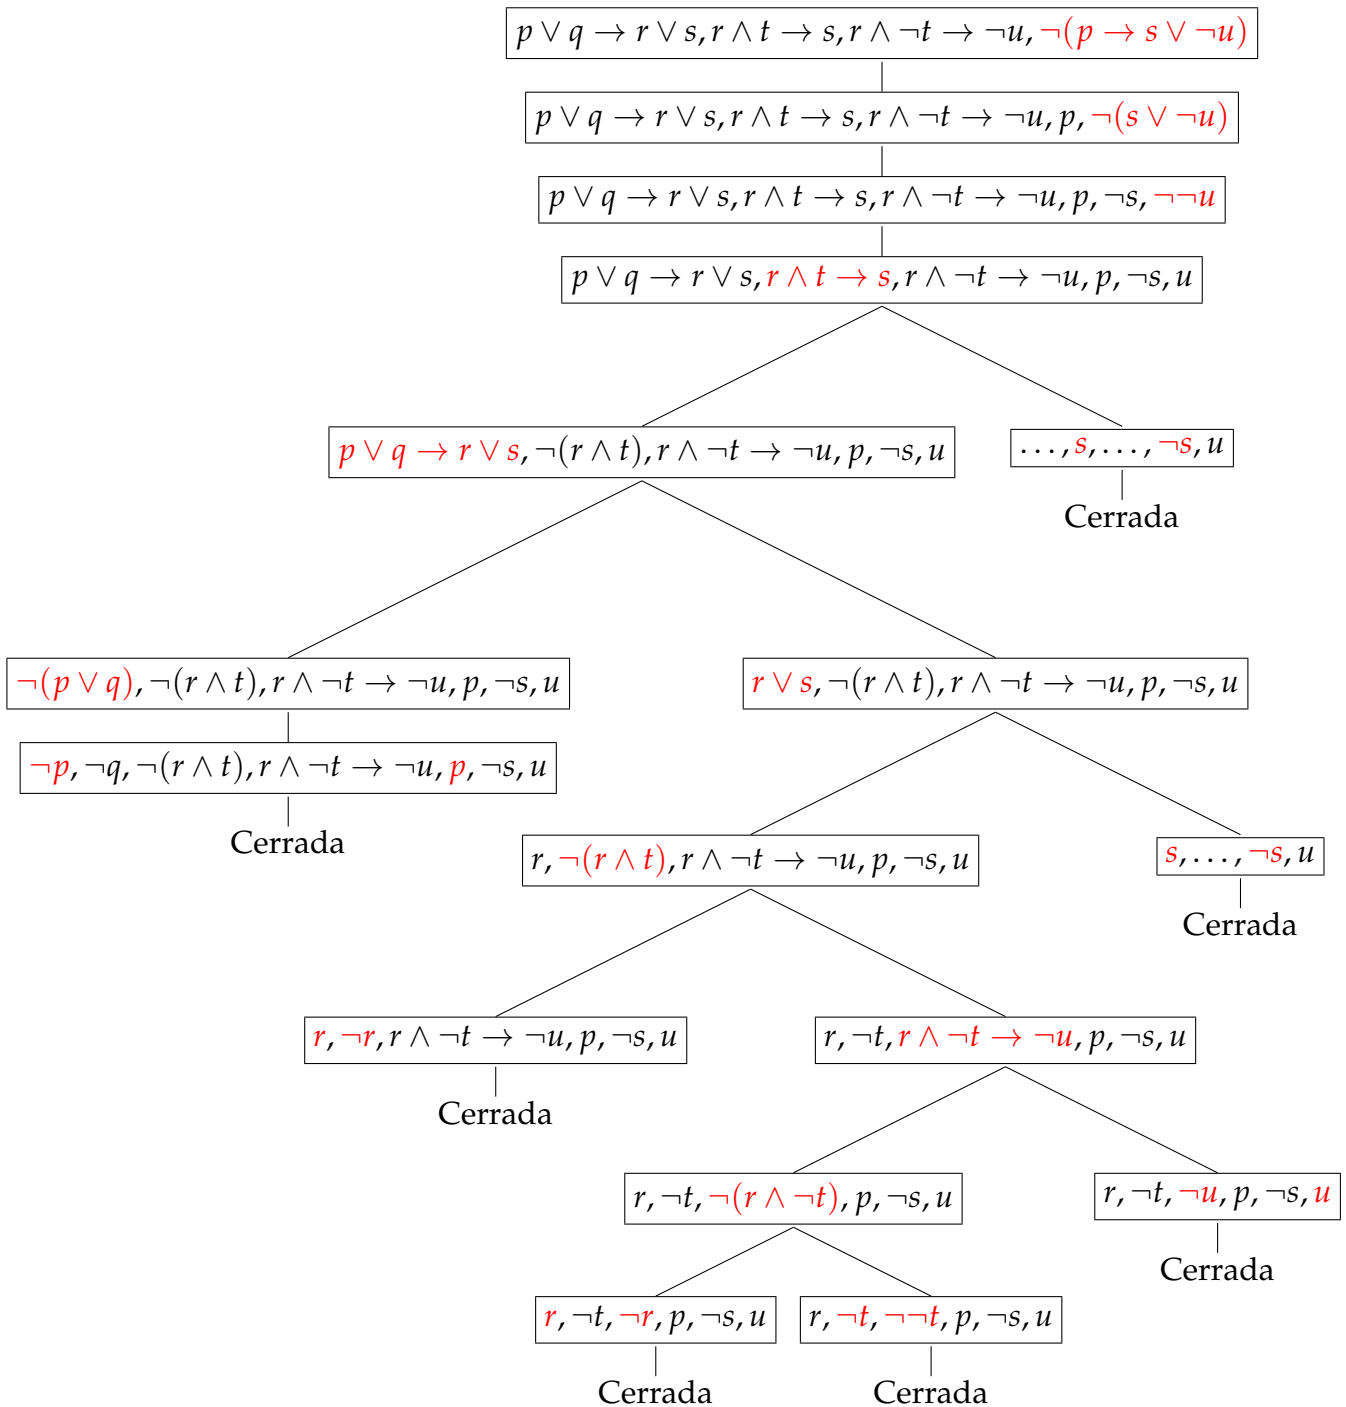 p ∨ q → r ∨ s, r ∧ t → s, r ∧ ¬t → ¬u, ¬(p → s ∨ ¬u)
p ∨ q → r ∨ s, r ∧ t → s, r ∧ ¬t → ¬u, p, ¬(s ∨ ¬u)
p ∨ q → r ∨ s, r ∧ t → s, r ∧ ¬t → ¬u, p, ¬s, ¬¬u
p ∨ q → r ∨ s, r ∧ t → s, r ∧ ¬t → ¬u, p, ¬s, u
p ∨ q → r ∨ s, ¬(r ∧ t), r ∧ ¬t → ¬u, p, ¬s, u
..., s, ..., ¬s, u
Cerrada
¬(p ∨ q), ¬(r ∧ t), r ∧ ¬t → ¬u, p, ¬s, u
r ∨ s, ¬(r ∧ t), r ∧ ¬t → ¬u, p, ¬s, u
¬p, ¬q, ¬(r ∧ t), r ∧ ¬t → ¬u, p, ¬s, u
Cerrada
r, ¬(r ∧ t), r ∧ ¬t → ¬u, p, ¬s, u
s, ..., ¬s, u
Cerrada
r, ¬r, r ∧ ¬t → ¬u, p, ¬s, u
r, ¬t, r ∧ ¬t → ¬u, p, ¬s, u
Cerrada
r, ¬t, ¬(r ∧ ¬t), p, ¬s, u
r, ¬t, ¬u, p, ¬s, u
Cerrada
r, ¬t, ¬r, p, ¬s, u
r, ¬t, ¬¬t, p, ¬s, u
Cerrada
Cerrada